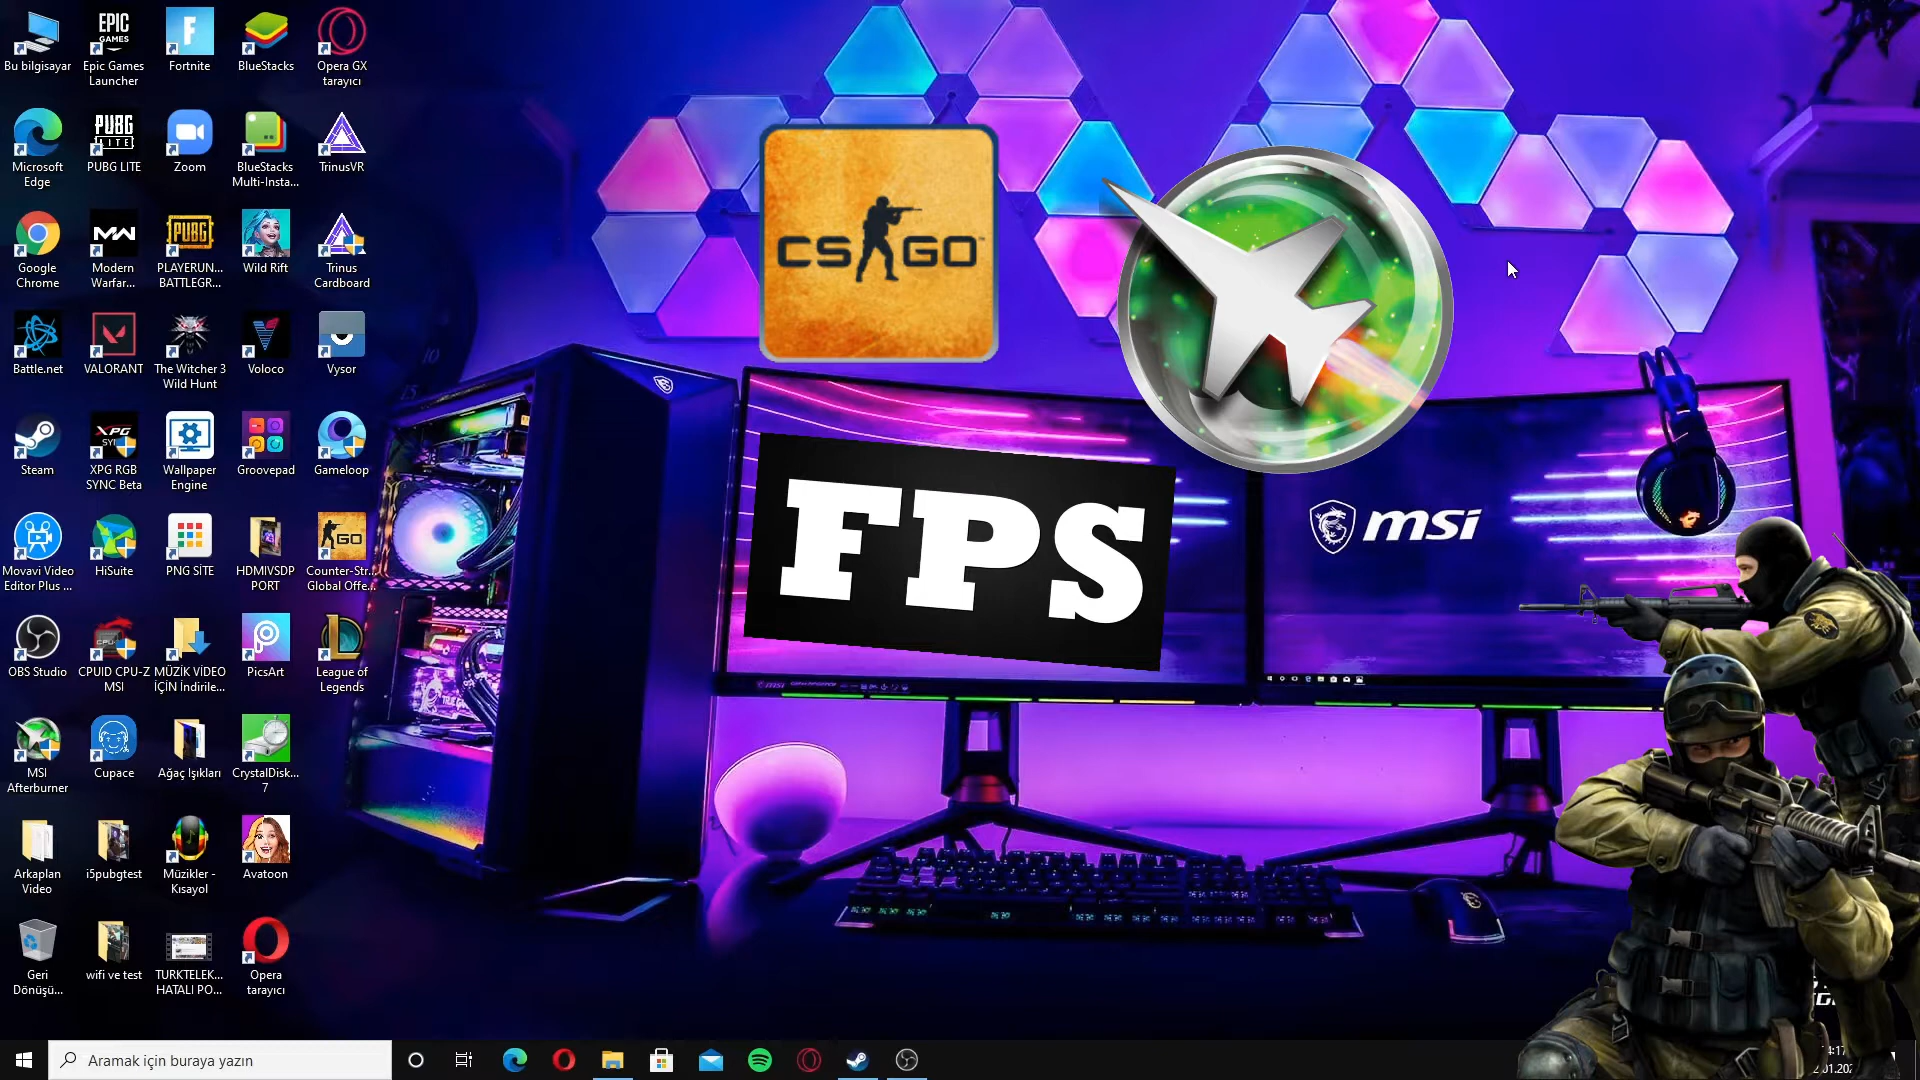 Bu bilgisayar
Epic Games
Launcher
Fortnite
BlueStacks
Opera GX
tarayıcı
Microsoft
Edge
PUBG LITE
Zoom
BlueStacks
Multi-Insta...
TrinusVR
Google
Chrome
Modern
Warfar...
PLAYERUN...
BATTLEGR...
Wild Rift
Trinus
Cardboard
Battle.net
VALORANT
The Witcher 3
Wild Hunt
Voloco
Vysor
Steam
XPG RGB
SYNC Beta
Wallpaper
Engine
Groovepad
Gameloop
Movavi Video
Editor Plus ...
HiSuite
PNG SİTE
HDMIVSDP
PORT
Counter-Str...
Global Offe...
OBS Studio
CPUID CPU-Z
MSI
MÜZİK VİDEO
İÇİN İndirile...
PicsArt
League of
Legends
MSI
Afterburner
Cupace
Ağaç Işıkları
CrystalDisk...
7
Arkaplan
Video
i5pubgtest
Müzikler -
Kısayol
Avatoon
Geri
Dönüşü...
wifi ve test
TURKTELEK...
HATALI PO...
Opera
tarayıcı
EPIC
GAMES
PUBG
LITE
MW
PUBG
XPG
GO
CS GO
FPS
msi
Aramak için buraya yazın